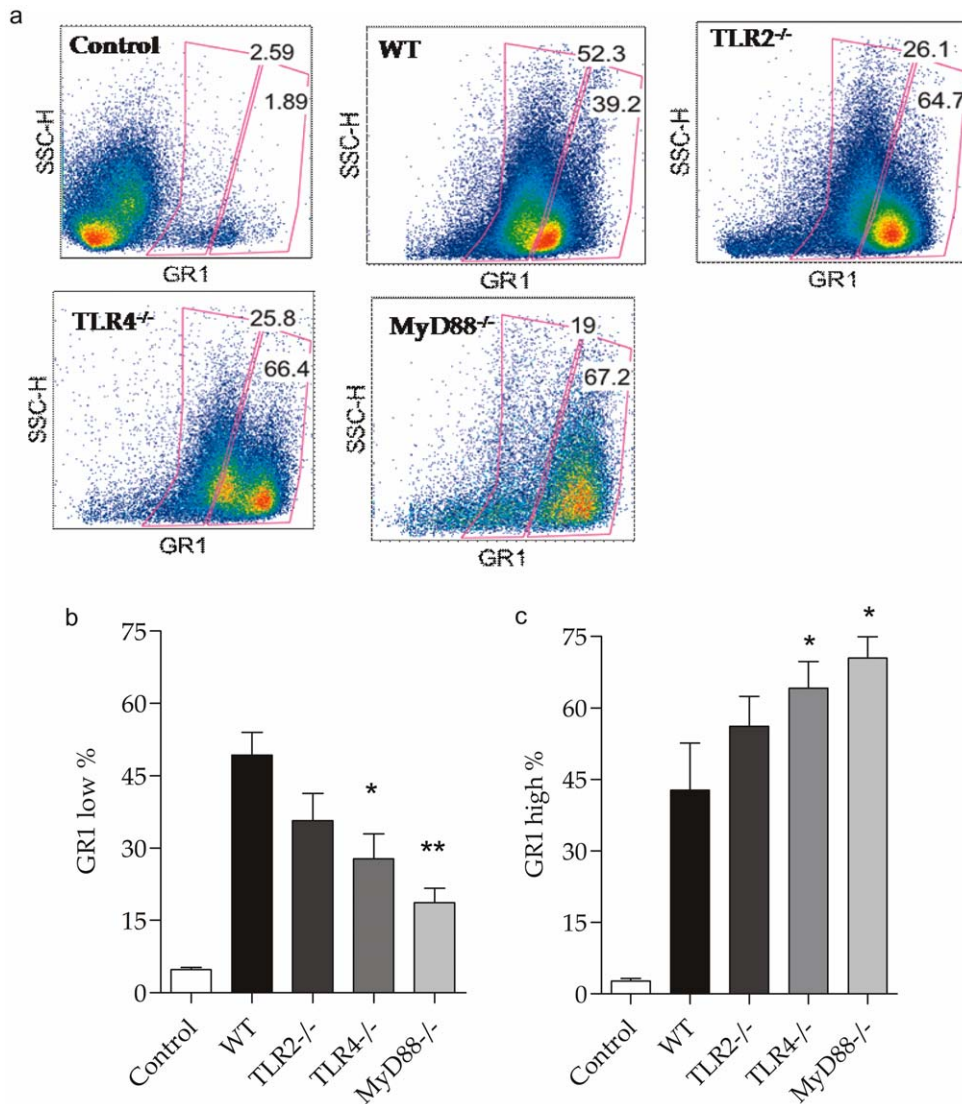 a
Control
2.59
1.89
SSC-H
GR1
WT
52.3
39.2
SSC-H
GR1
TLR2-/-
26.1
64.7
SSC-H
GR1
TLR4-/-
25.8
66.4
SSC-H
GR1
MyD88-/-
19
67.2
SSC-H
GR1
b
75
60
45
30
15
0
GR1 low %
*
**
Control
WT
TLR2-/-
TLR4-/-
MyD88-/-
c
75
60
45
30
15
0
GR1 high %
*
*
Control
WT
TLR2-/-
TLR4-/-
MyD88-/-